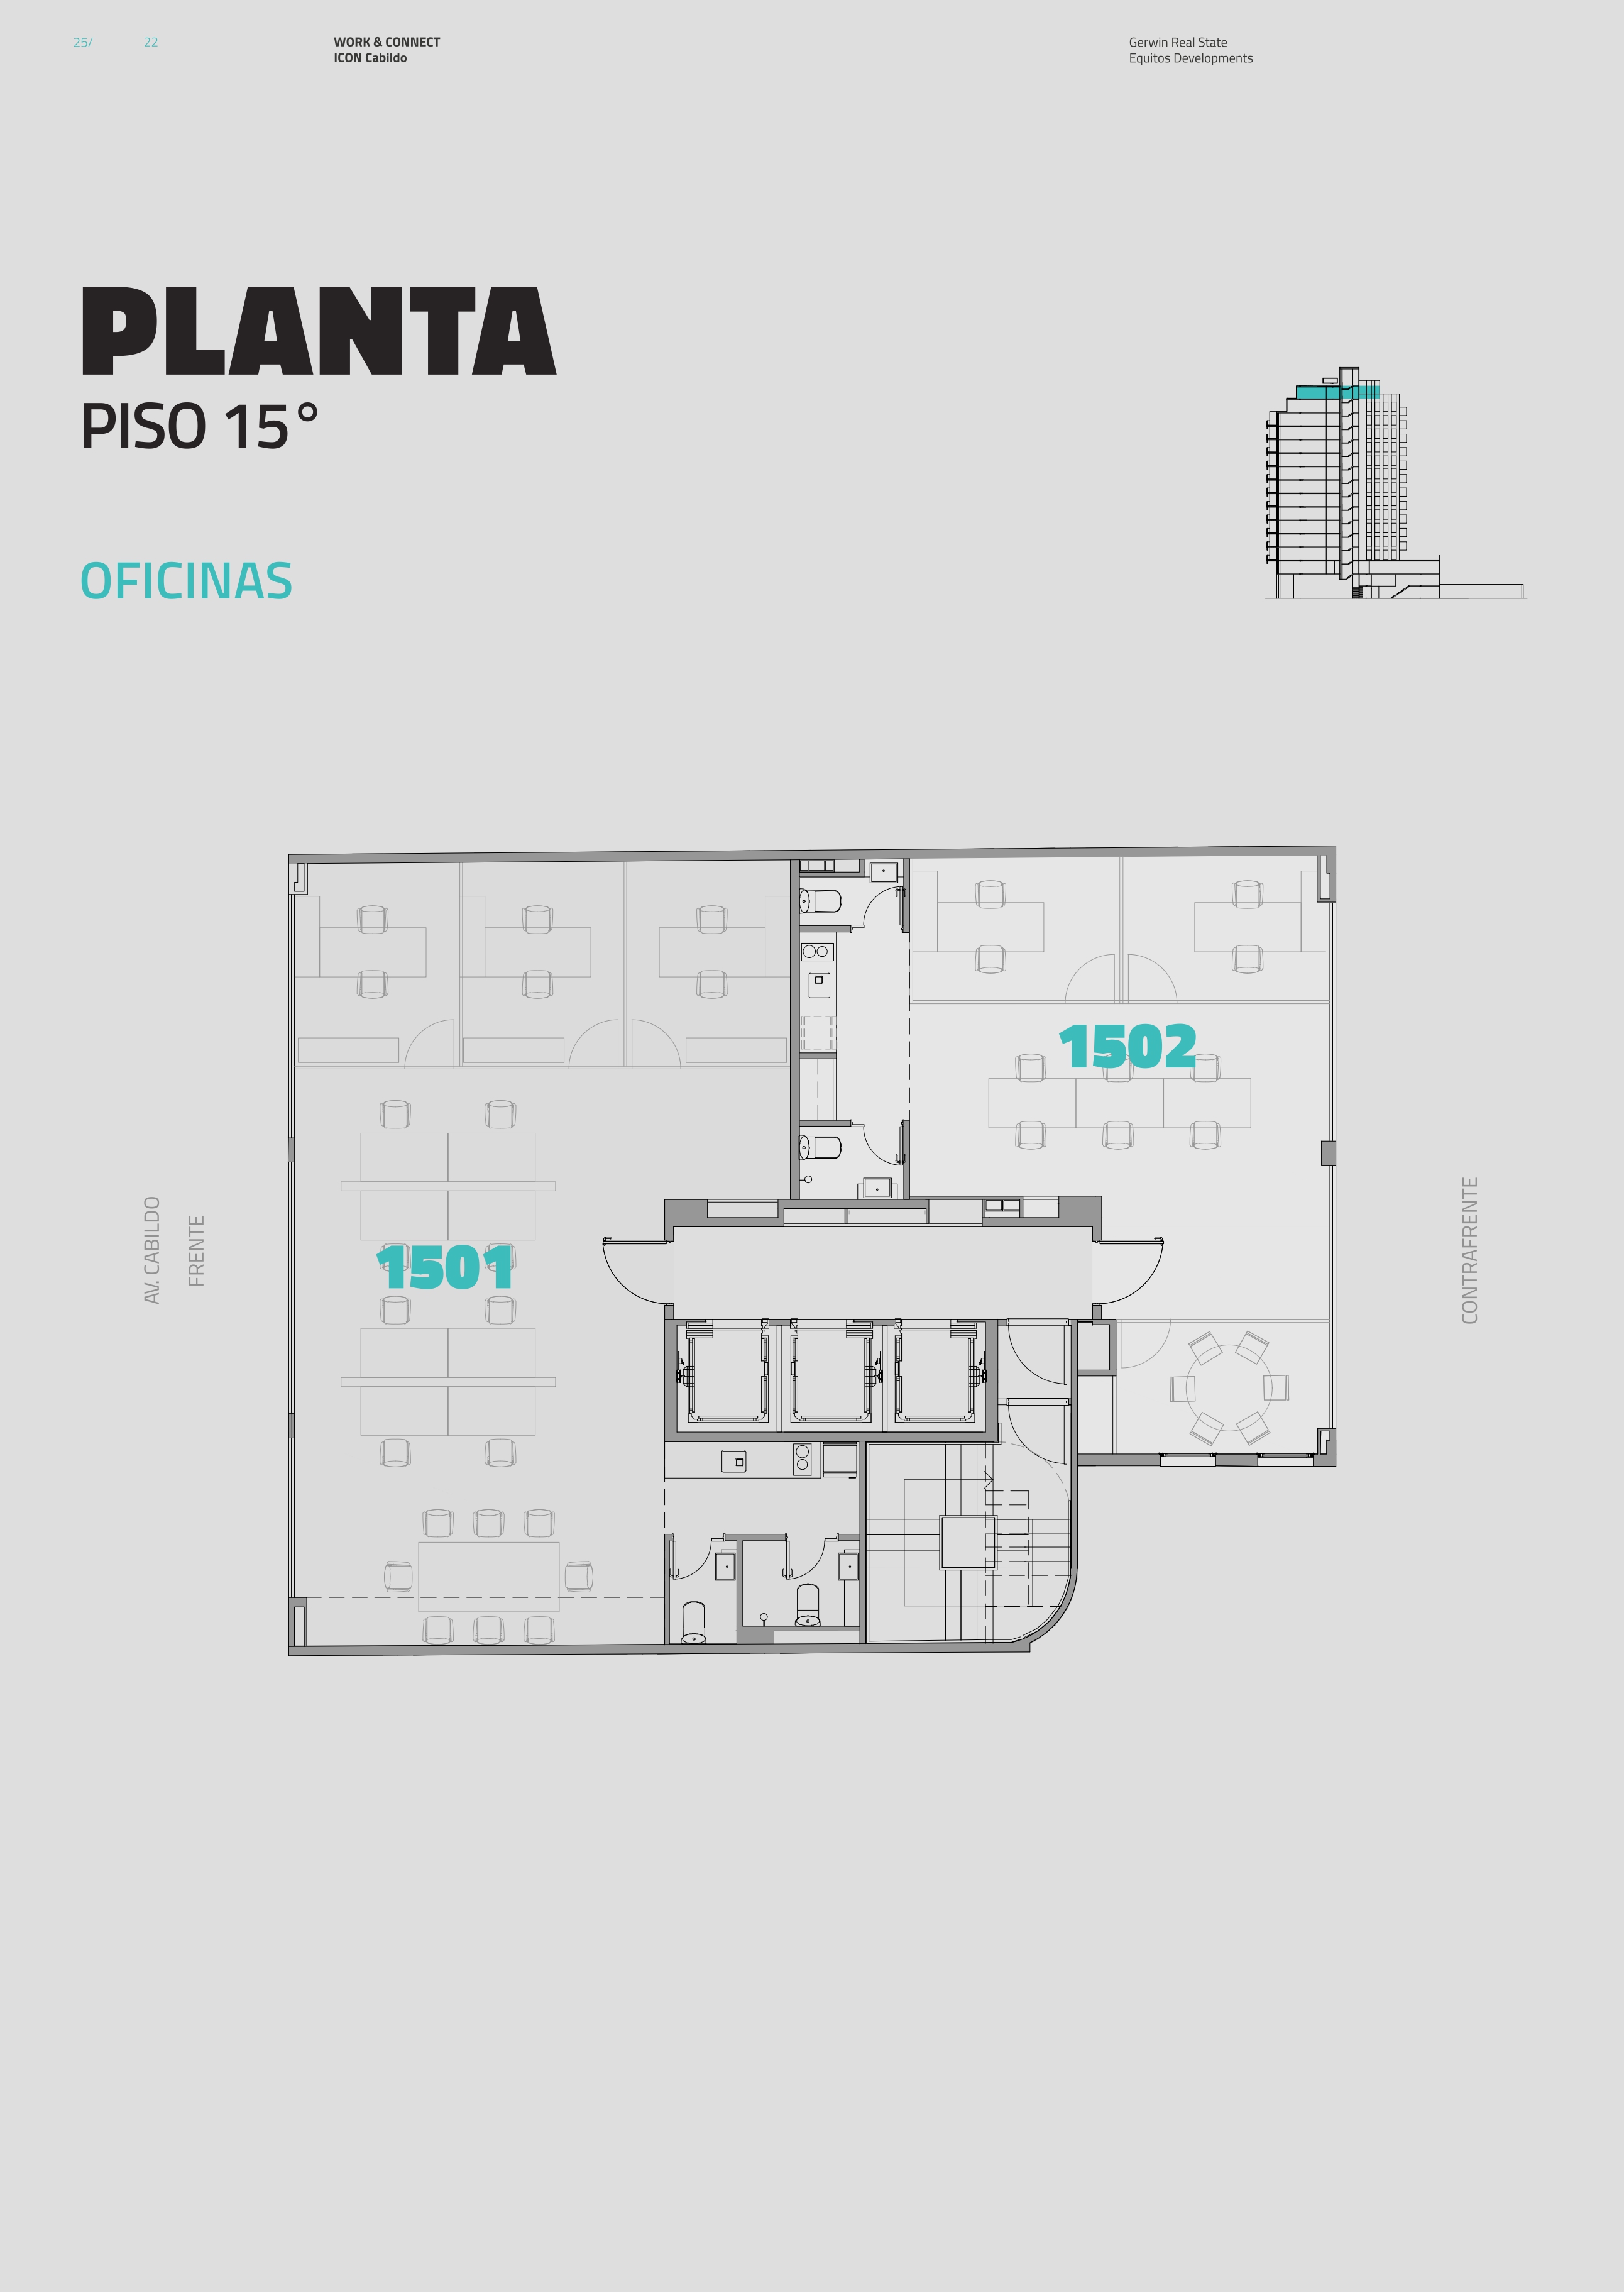 25/ 22
WORK & CONNECT
ICON Cabildo
Gerwin Real State
Equitos Developments
PLANTA
PISO 15°
OFICINAS
1502
1501
AV. CABILDO
FRENTE
CONTRAFRENTE